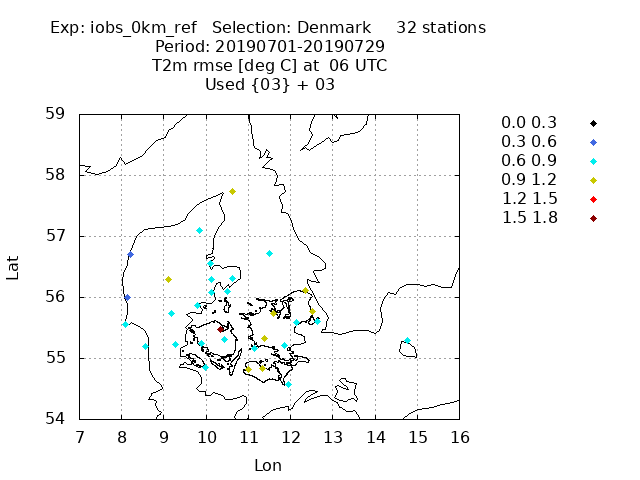 Exp: iobs_0km_ref   Selection: Denmark     32 stations
Period: 20190701-20190729
T2m rmse [deg C] at  06 UTC
Used {03} + 03
59
58
57
56
55
54
Lat
7 8 9 10 11 12 13 14 15 16
Lon
0.0 0.3
0.3 0.6
0.6 0.9
0.9 1.2
1.2 1.5
1.5 1.8